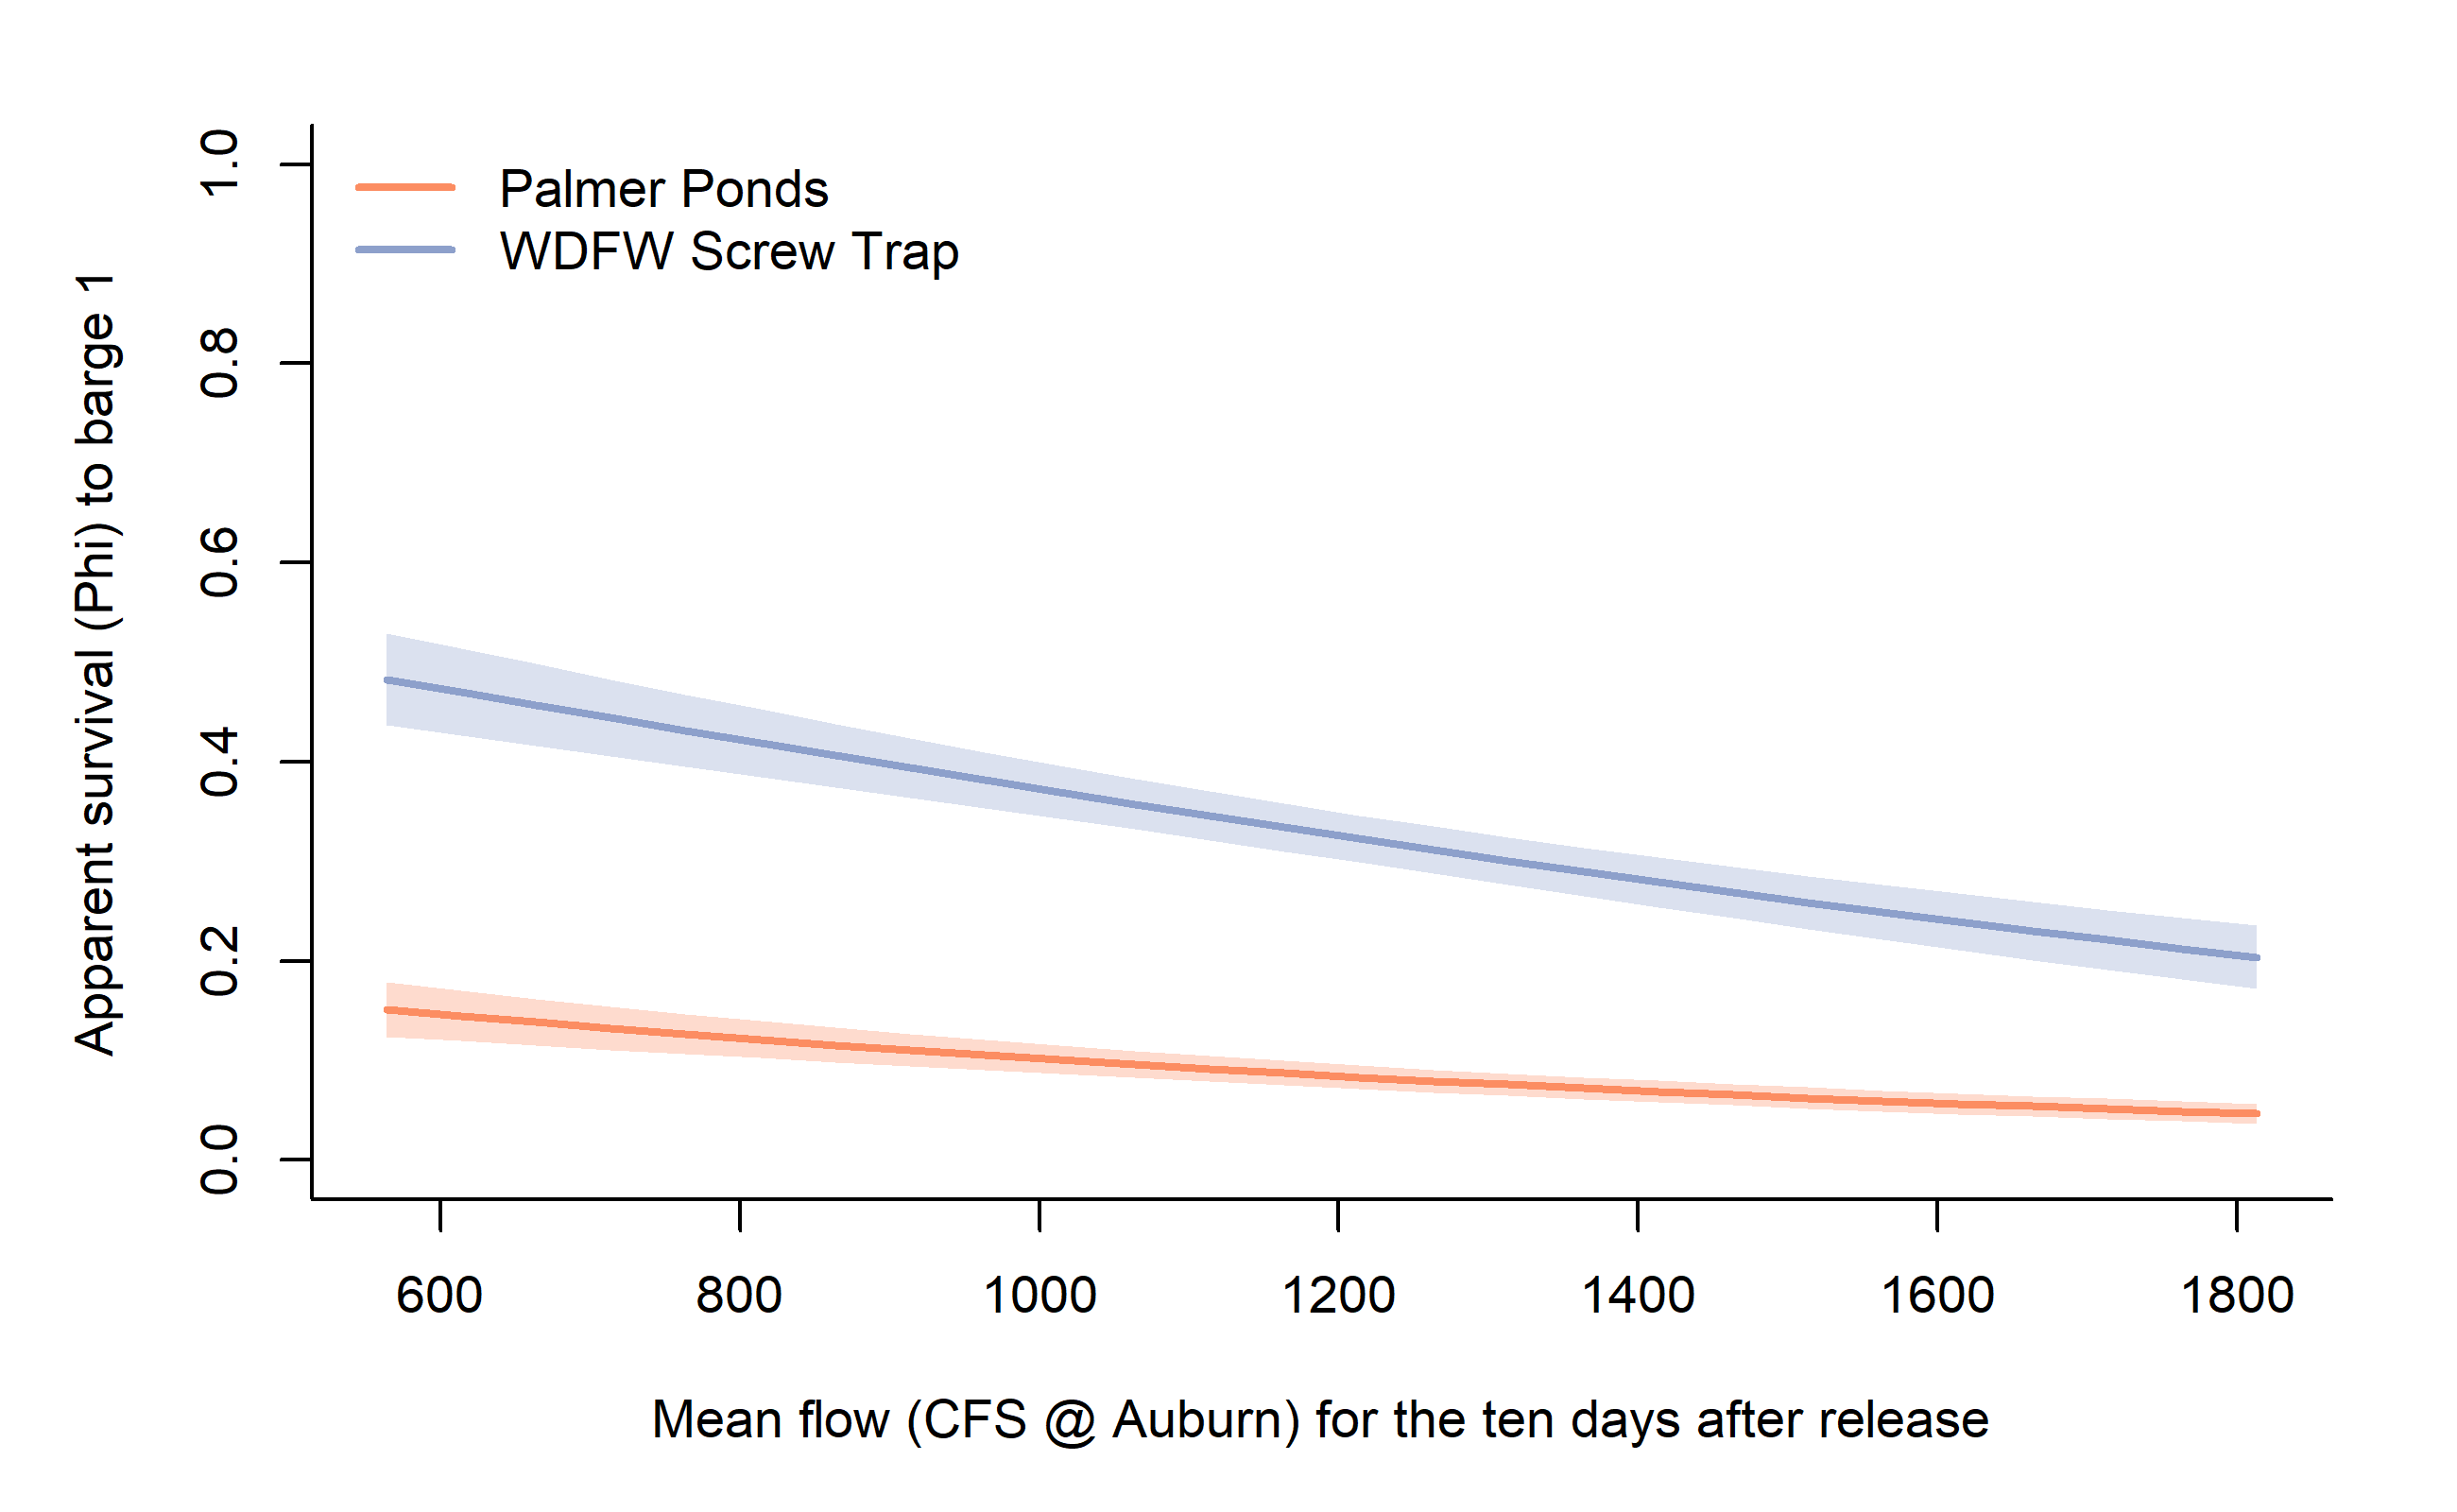 Palmer Ponds
WDFW Screw Trap
Apparent survival (Phi) to barge 1
1.0
0.8
0.6
0.4
0.2
0.0
600 800 1000 1200 1400 1600 1800
Mean flow (CFS @ Auburn) for the ten days after release